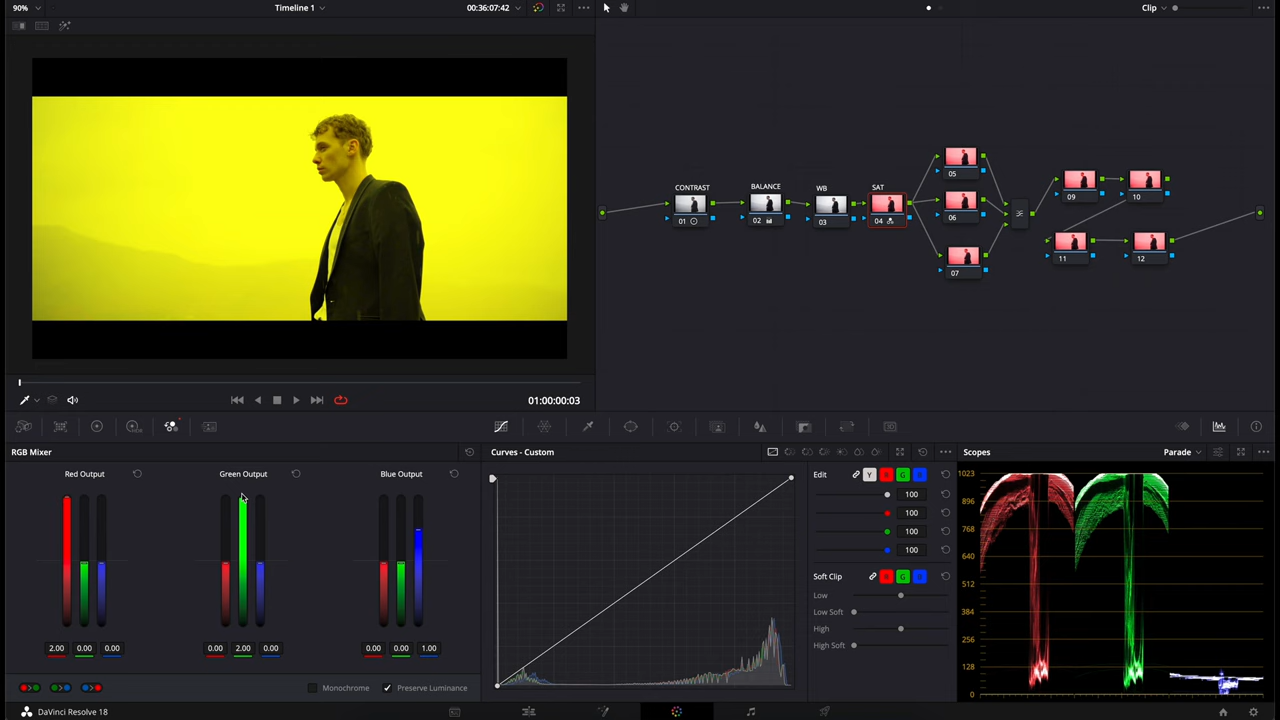 90%
Timeline 1
00:36:07:42
Clip
CONTRAST
BALANCE
WB
SAT
01
02
03
04
05
06
07
09
10
11
12
01:00:00:03
RGB Mixer
Curves - Custom
Scopes
Parade
Red Output
Green Output
Blue Output
2.00 0.00 0.00
0.00 2.00 0.00
0.00 0.00 1.00
Monochrome
Preserve Luminance
Edit
Y R G B
100
100
100
100
Soft Clip
R G B
Low
Low Soft
High
High Soft
1023
896
768
640
512
384
256
128
0
DaVinci Resolve 18